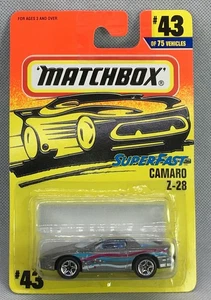 FOR AGES 3 AND OVER
#43
OF 75 VEHICLES
MATCHBOX®
SUPERFAST
CAMARO
Z-28
#43